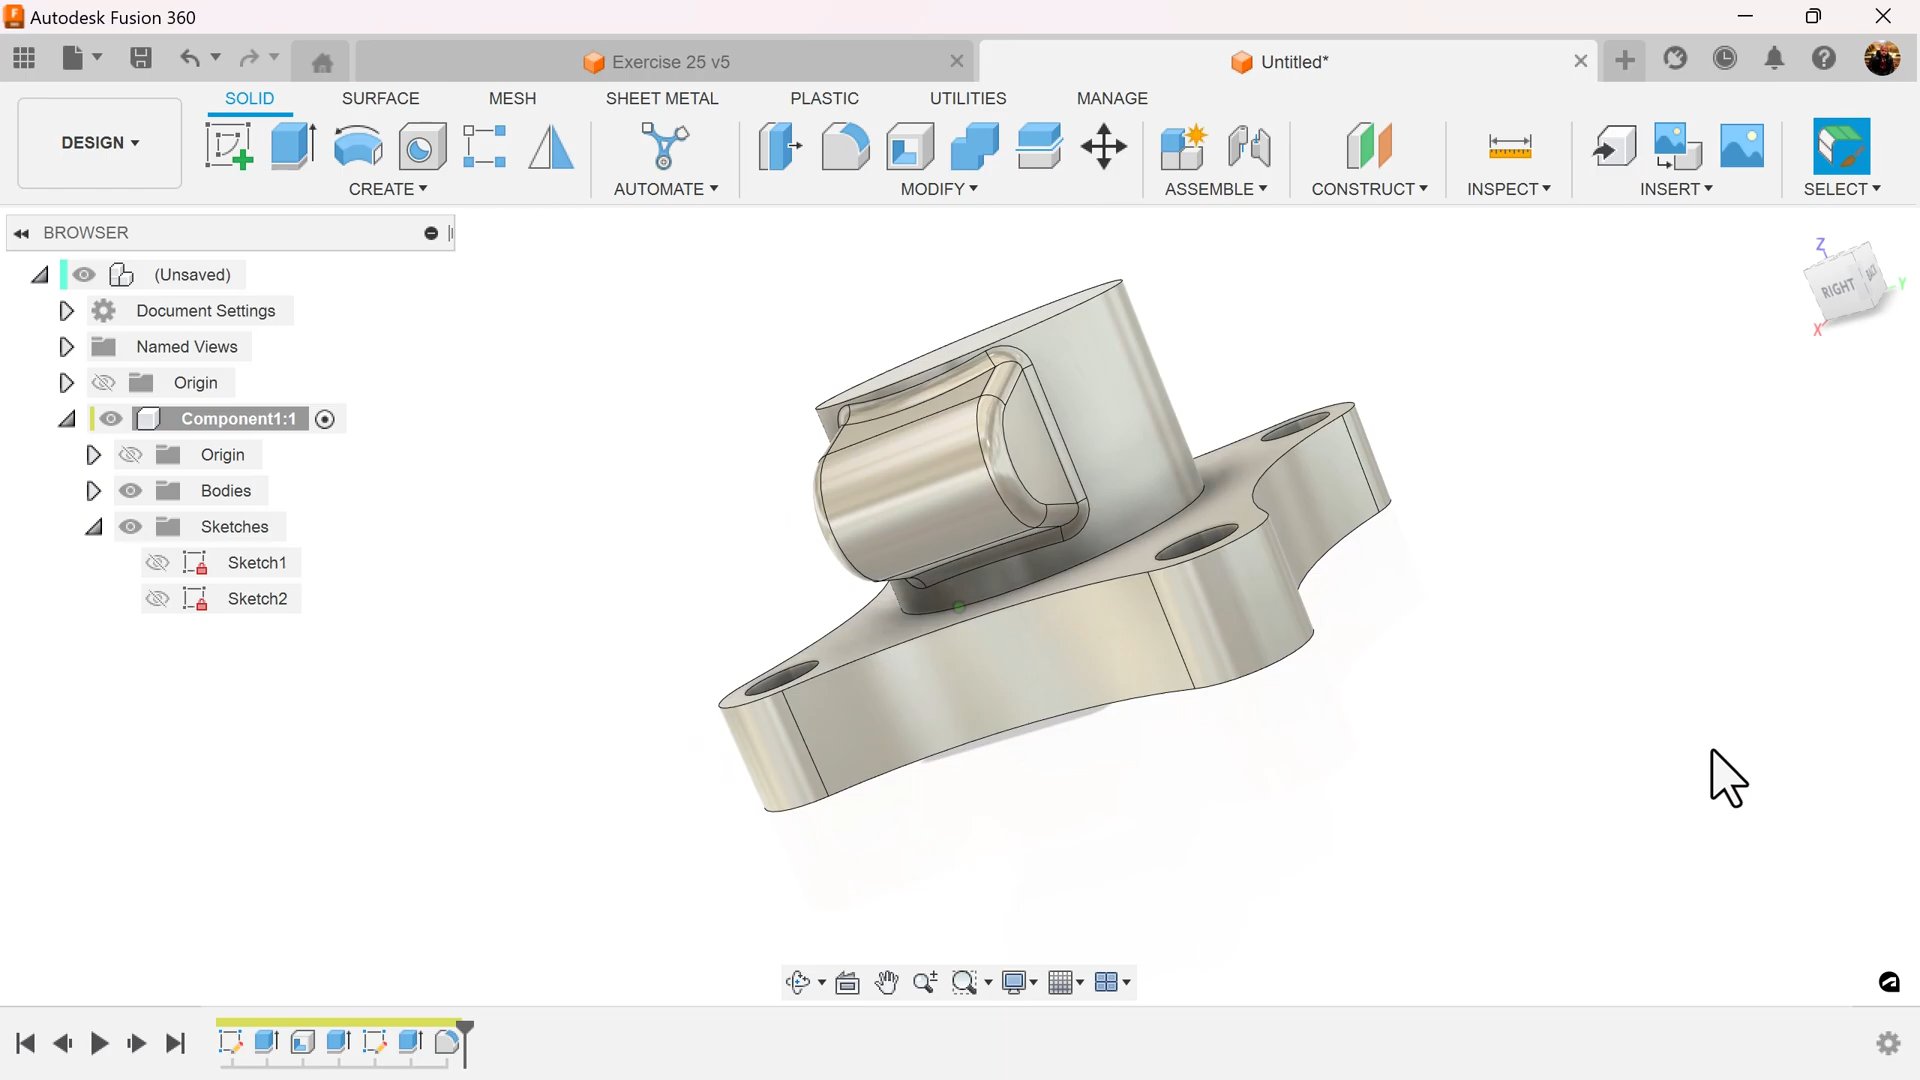 Autodesk Fusion 360
Exercise 25 v5
Untitled*
SOLID
SURFACE
MESH
SHEET METAL
PLASTIC
UTILITIES
MANAGE
DESIGN
CREATE
AUTOMATE
MODIFY
ASSEMBLE
CONSTRUCT
INSPECT
INSERT
SELECT
BROWSER
(Unsaved)
Document Settings
Named Views
Origin
Component1:1
Origin
Bodies
Sketches
Sketch1
Sketch2
Z
RIGHT
BACK
Y
X